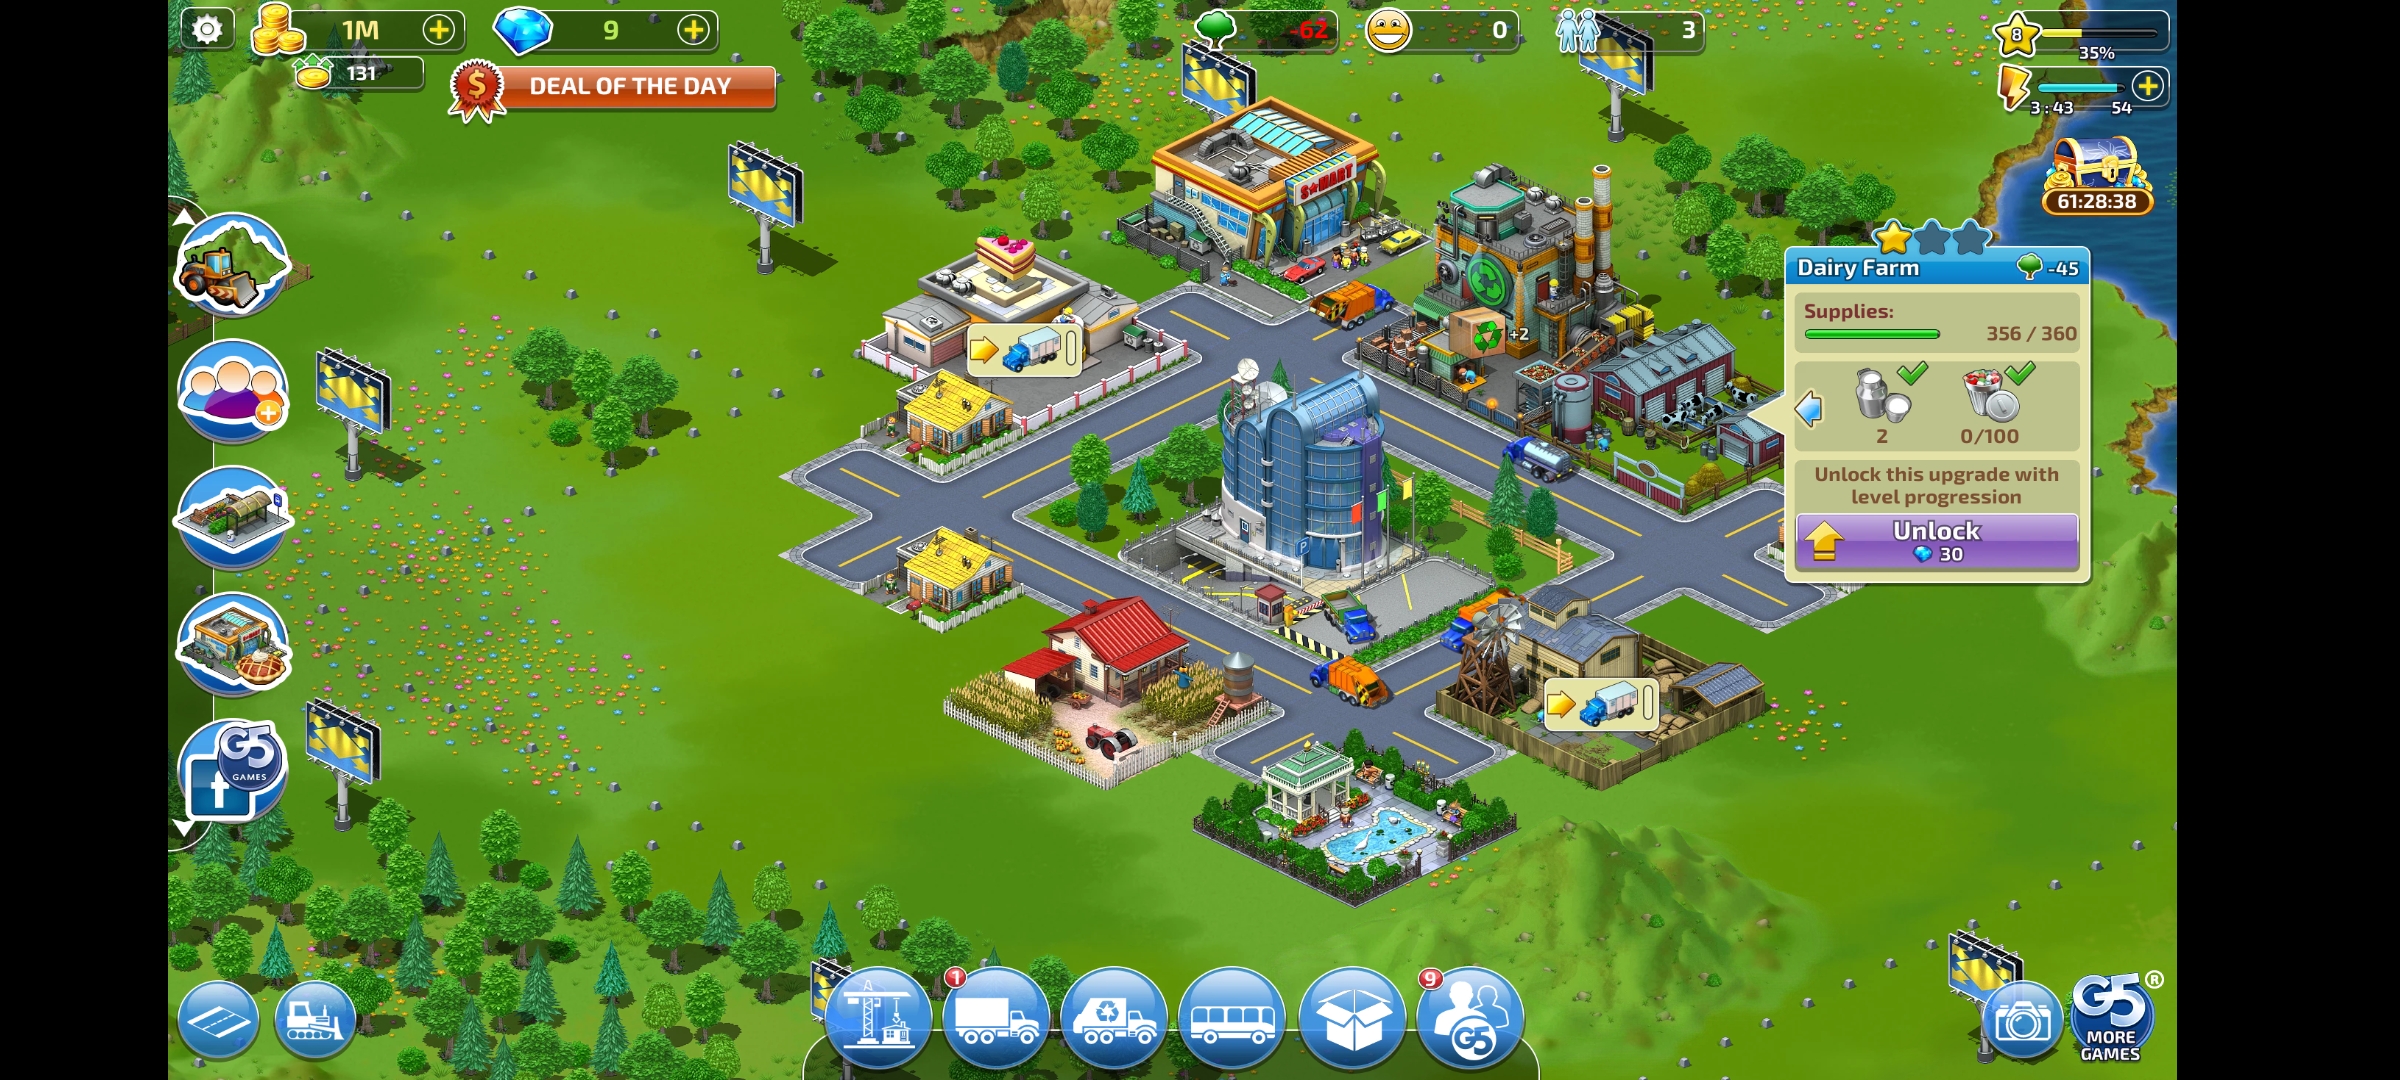 1M
9
-62
0
3
8
35%
131
DEAL OF THE DAY
3:43
54
61:28:38
S★MART
Dairy Farm
-45
Supplies:
356 / 360
+2
2
0/100
Unlock this upgrade with
level progression
Unlock
30
P
G5
GAMES
f
1
9
G5
G5®
MORE
GAMES